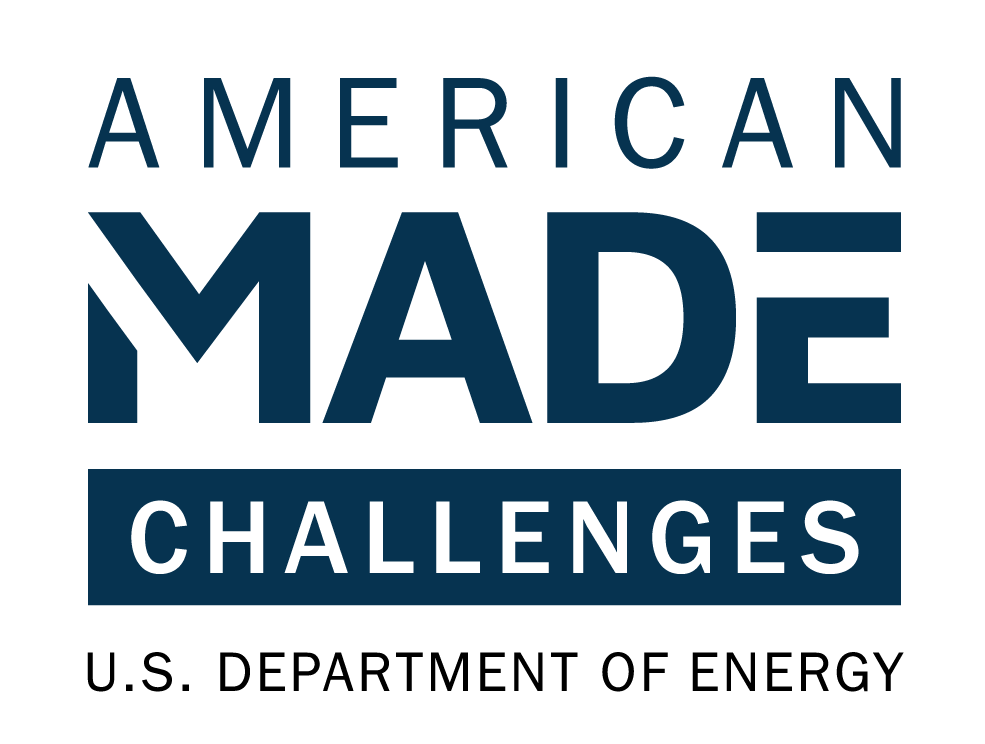 AMERICAN
MADE
CHALLENGES
U.S. DEPARTMENT OF ENERGY